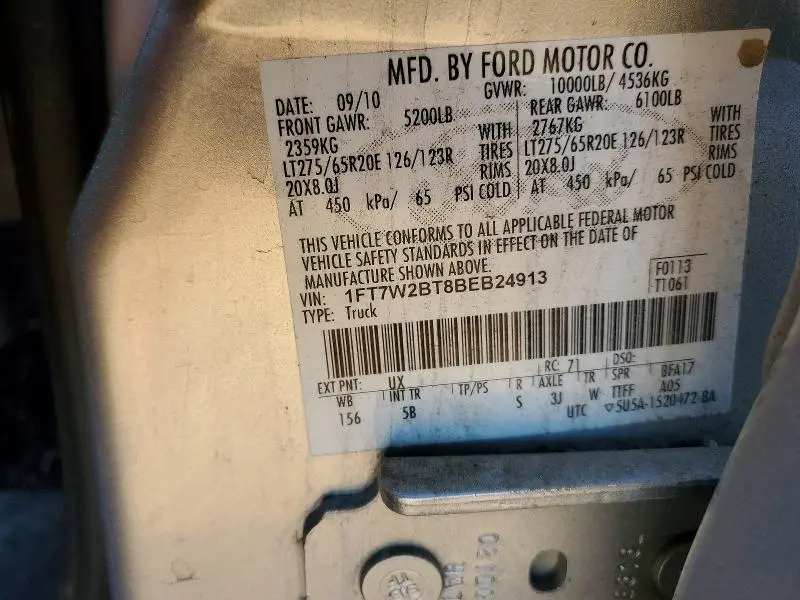 MFD. BY FORD MOTOR CO.
DATE: 09/10 GVWR: 10000LB/ 4536KG
FRONT GAWR: 5200LB REAR GAWR: 6100LB
2359KG WITH 2767KG WITH
LT275/65R20E 126/123R TIRES LT275/65R20E 126/123R TIRES
20X8.0J RIMS 20X8.0J RIMS
AT 450 kPa/ 65 PSI COLD AT 450 kPa/ 65 PSI COLD
THIS VEHICLE CONFORMS TO ALL APPLICABLE FEDERAL MOTOR
VEHICLE SAFETY STANDARDS IN EFFECT ON THE DATE OF
MANUFACTURE SHOWN ABOVE.
VIN: 1FT7W2BT8BEB24913 F0113
TYPE: Truck T1061
EXT PNT: UX RC: 71 DSO:
WB INT TR TP/PS R AXLE TR SPR BFA17
156 5B S 3J W TTFF A05
UTC ▽5U5A-1520472-BA